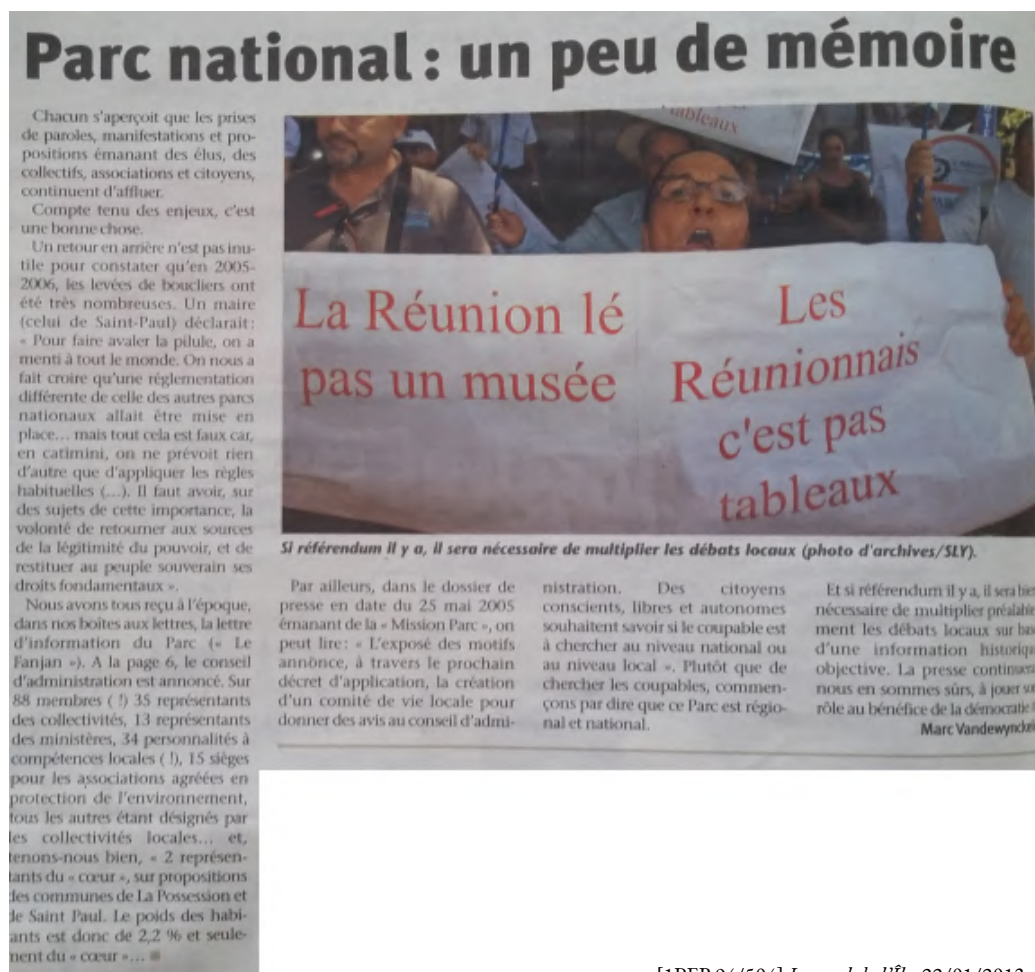 Parc national : un peu de mémoire
Chacun s'aperçoit que les prises
de paroles, manifestations et pro-
positions émanant des élus, des
collectifs, associations et citoyens,
continuent d'affluer.
Compte tenu des enjeux, c'est
une bonne chose.
Un retour en arrière n'est pas inu-
tile pour constater qu'en 2005-
2006, les levées de boucliers ont
été très nombreuses. Un maire
(celui de Saint-Paul) déclarait :
« Pour faire avaler la pilule, on a
menti à tout le monde. On nous a
fait croire qu'une réglementation
différente de celle des autres parcs
nationaux allait être mise en
place... mais tout cela est faux car,
en catimini, on ne prévoit rien
d'autre que d'appliquer les règles
habituelles (...). Il faut avoir, sur
des sujets de cette importance, la
volonté de retourner aux sources
de la légitimité du pouvoir, et de
restituer au peuple souverain ses
droits fondamentaux ».
Nous avons tous reçu à l'époque,
dans nos boîtes aux lettres, la lettre
d'information du Parc (« Le
Fanjan »). A la page 6, le conseil
d'administration est annoncé. Sur
88 membres ( !) 35 représentants
des collectivités, 13 représentants
des ministères, 34 personnalités à
compétences locales ( !), 15 sièges
pour les associations agréées en
protection de l'environnement,
tous les autres étant désignés par
les collectivités locales... et,
tenons-nous bien, « 2 représen-
tants du « cœur », sur propositions
des communes de La Possession et
de Saint Paul. Le poids des habi-
ants est donc de 2,2 % et seule-
ment du « cœur »...
tableaux
La Réunion lé
pas un musée
Les
Réunionnais
c'est pas
tableaux
Si référendum il y a, il sera nécessaire de multiplier les débats locaux (photo d'archives/SLY).
Par ailleurs, dans le dossier de
presse en date du 25 mai 2005
émanant de la « Mission Parc », on
peut lire : « L'exposé des motifs
annonce, à travers le prochain
décret d'application, la création
d'un comité de vie locale pour
donner des avis au conseil d'admi-
nistration. Des citoyens
conscients, libres et autonomes
souhaitent savoir si le coupable est
à chercher au niveau national ou
au niveau local ». Plutôt que de
chercher les coupables, commen-
çons par dire que ce Parc est régio-
nal et national.
Et si référendum il y a, il sera bien
nécessaire de multiplier préalable-
ment les débats locaux sur base
d'une information historique
objective. La presse continuera
nous en sommes sûrs, à jouer son
rôle au bénéfice de la démocratie
Marc Vandewyncke